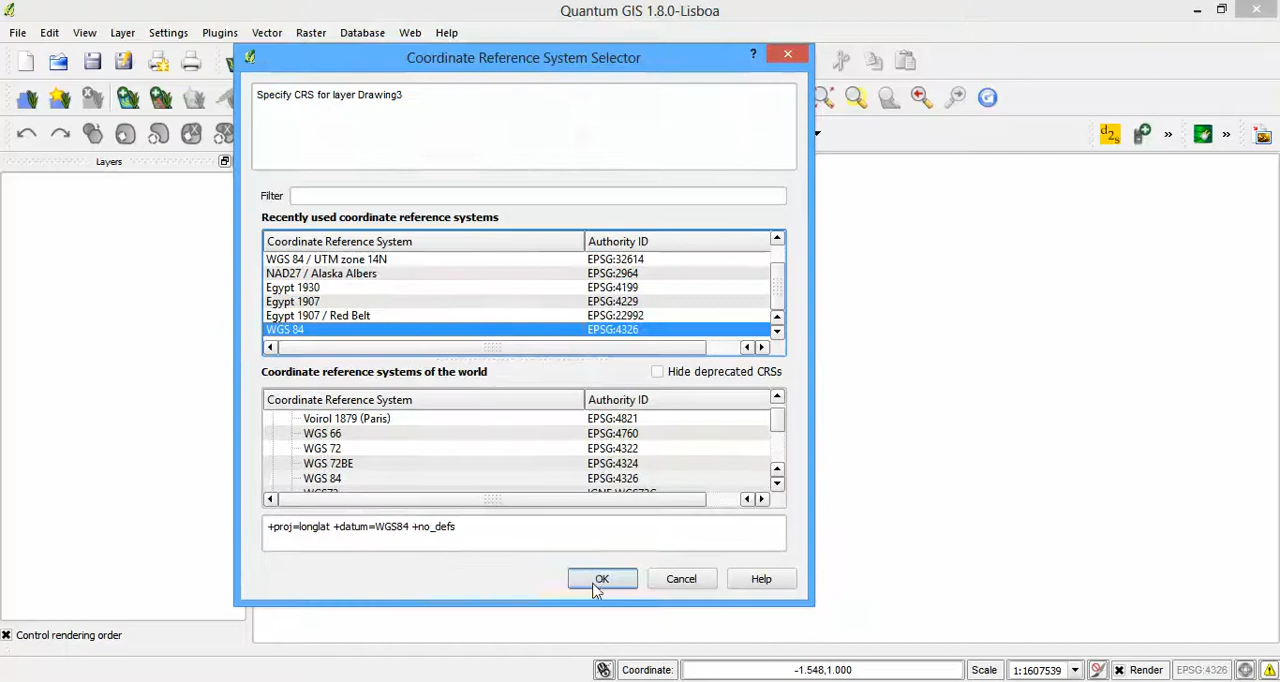 Quantum GIS 1.8.0-Lisboa
File Edit View Layer Settings Plugins Vector Raster Database Web Help
Coordinate Reference System Selector
?
Specify CRS for layer Drawing3
Layers
Filter
Recently used coordinate reference systems
Coordinate Reference System Authority ID
WGS 84 / UTM zone 14N EPSG:32614
NAD27 / Alaska Albers EPSG:2964
Egypt 1930 EPSG:4199
Egypt 1907 EPSG:4229
Egypt 1907 / Red Belt EPSG:22992
WGS 84 EPSG:4326
Coordinate reference systems of the world Hide deprecated CRSs
Coordinate Reference System Authority ID
Voirol 1879 (Paris) EPSG:4821
WGS 66 EPSG:4760
WGS 72 EPSG:4322
WGS 72BE EPSG:4324
WGS 84 EPSG:4326
+proj=longlat +datum=WGS84 +no_defs
OK Cancel Help
Control rendering order
Coordinate: -1.548,1.000 Scale 1:1607539 Render EPSG:4326